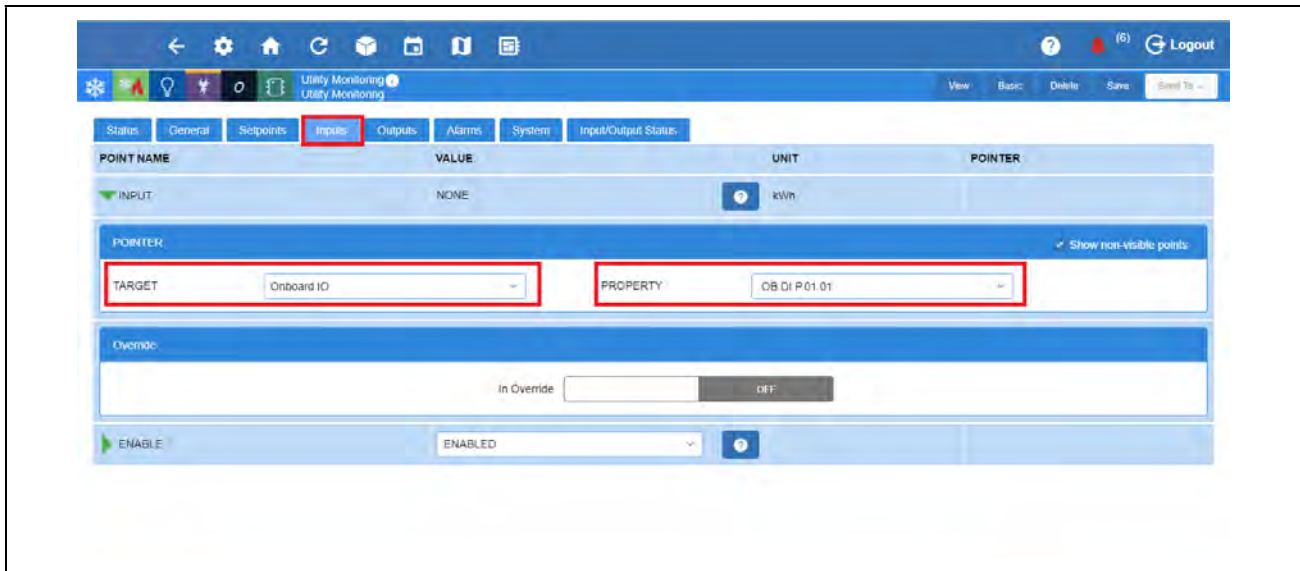 (6) Logout
Utility Monitoring
Utility Monitoring
View Basic Delete Save Send To
Status General Setpoints Inputs Outputs Alarms System Input/Output Status
POINT NAME VALUE UNIT POINTER
INPUT NONE kWh
POINTER Show non-visible points
TARGET Onboard IO PROPERTY OB DI P 01.01
Override
In Override OFF
ENABLE ENABLED